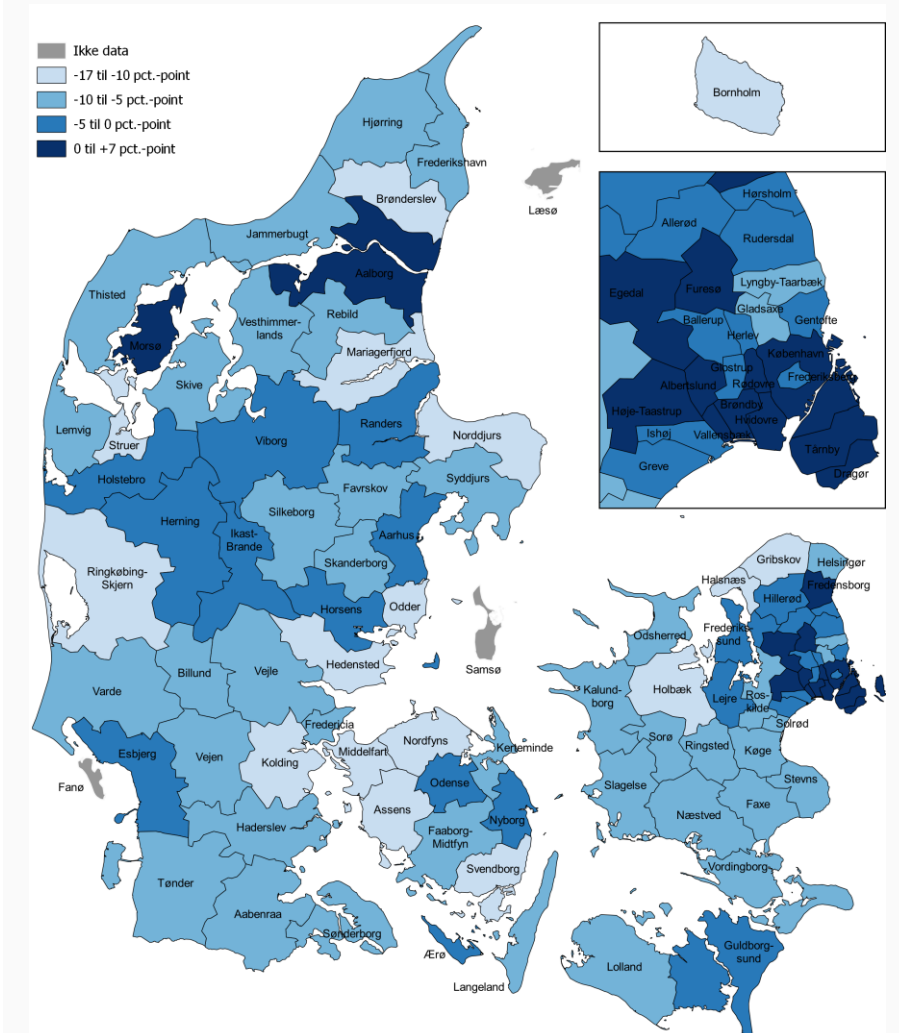 Ikke data
-17 til -10 pct.-point
-10 til -5 pct.-point
-5 til 0 pct.-point
0 til +7 pct.-point
Bornholm
Hjørring
Frederikshavn
Brønderslev
Læsø
Jammerbugt
Aalborg
Thisted
Morsø
Vesthimmer-
lands
Rebild
Mariagerfjord
Skive
Lemvig
Struer
Viborg
Randers
Norddjurs
Holstebro
Herning
Ikast-
Brande
Silkeborg
Favrskov
Syddjurs
Aarhus
Skanderborg
Ringkøbing-
Skjern
Horsens
Odder
Samsø
Hedensted
Varde
Billund
Vejle
Fredericia
Esbjerg
Vejen
Kolding
Middelfart
Nordfyns
Kerteminde
Fanø
Odense
Assens
Nyborg
Haderslev
Faaborg-
Midtfyn
Svendborg
Tønder
Aabenraa
Sønderborg
Ærø
Langeland
Hørsholm
Allerød
Rudersdal
Egedal
Furesø
Lyngby-Taarbæk
Gladsaxe
Ballerup
Gentofte
Herlev
København
Glostrup
Frederiksberg
Albertslund
Rødovre
Høje-Taastrup
Brøndby
Hvidovre
Ishøj
Vallensbæk
Greve
Tårnby
Dragør
Gribskov
Helsingør
Halsnæs
Fredensborg
Hillerød
Frederiks-
sund
Odsherred
Kalund-
borg
Holbæk
Lejre
Ros-
kilde
Solrød
Sorø
Ringsted
Køge
Stevns
Slagelse
Næstved
Faxe
Vordingborg
Guldborg-
sund
Lolland